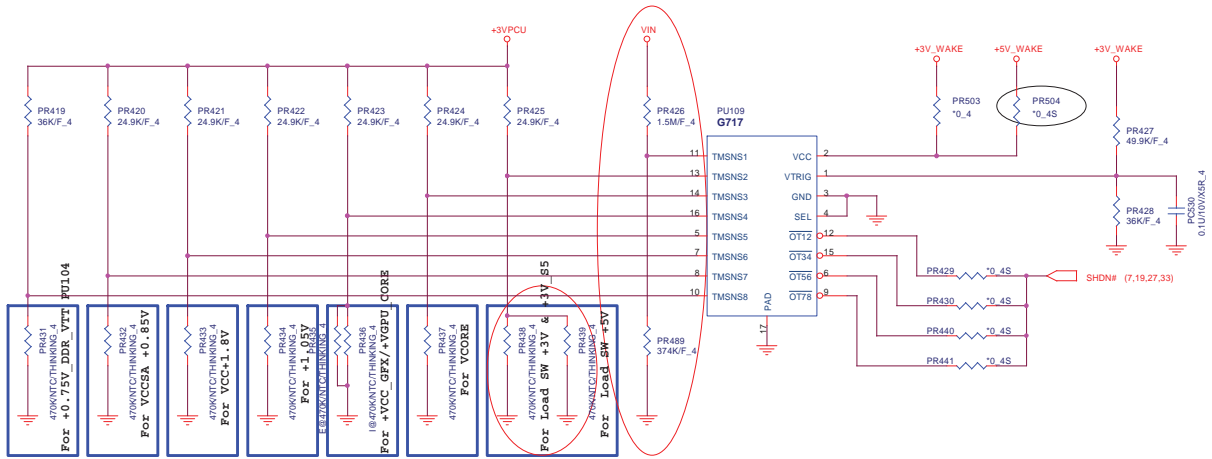 +3VPCU
VIN
+3V_WAKE
+5V_WAKE
+3V_WAKE
PR419
36K/F_4
PR420
24.9K/F_4
PR421
24.9K/F_4
PR422
24.9K/F_4
PR423
24.9K/F_4
PR424
24.9K/F_4
PR425
24.9K/F_4
PR426
1.5M/F_4
PU109
G717
PR503
*0_4
PR504
*0_4S
PR427
49.9K/F_4
11 TMSNS1
13 TMSNS2
14 TMSNS3
16 TMSNS4
5 TMSNS5
7 TMSNS6
8 TMSNS7
10 TMSNS8
VCC 2
VTRIG 1
GND 3
SEL 4
OT12 12
OT34 15
OT56 6
OT78 9
PAD
17
PR428
36K/F_4
PC530
0.1U/10V/X5R_4
PR429 *0_4S
PR430 *0_4S
PR440 *0_4S
PR441 *0_4S
SHDN# (7,19,27,33)
PR431
470K/NTC/THINKING_4
For +0.75V_DDR_VTT PU104
PR432
470K/NTC/THINKING_4
For VCCSA +0.85V
PR433
470K/NTC/THINKING_4
For VCC+1.8V
PR434
470K/NTC/THINKING_4
For +1.05V
PR435
E@470K/NTC/THINKING_4
PR436
I@470K/NTC/THINKING_4
For +VCC_GFX/+VGPU_CORE
PR437
470K/NTC/THINKING_4
For VCORE
PR438
470K/NTC/THINKING_4
For Load SW +3V & +3V_S5
PR439
470K/NTC/THINKING_4
For Load SW +5V
PR489
374K/F_4